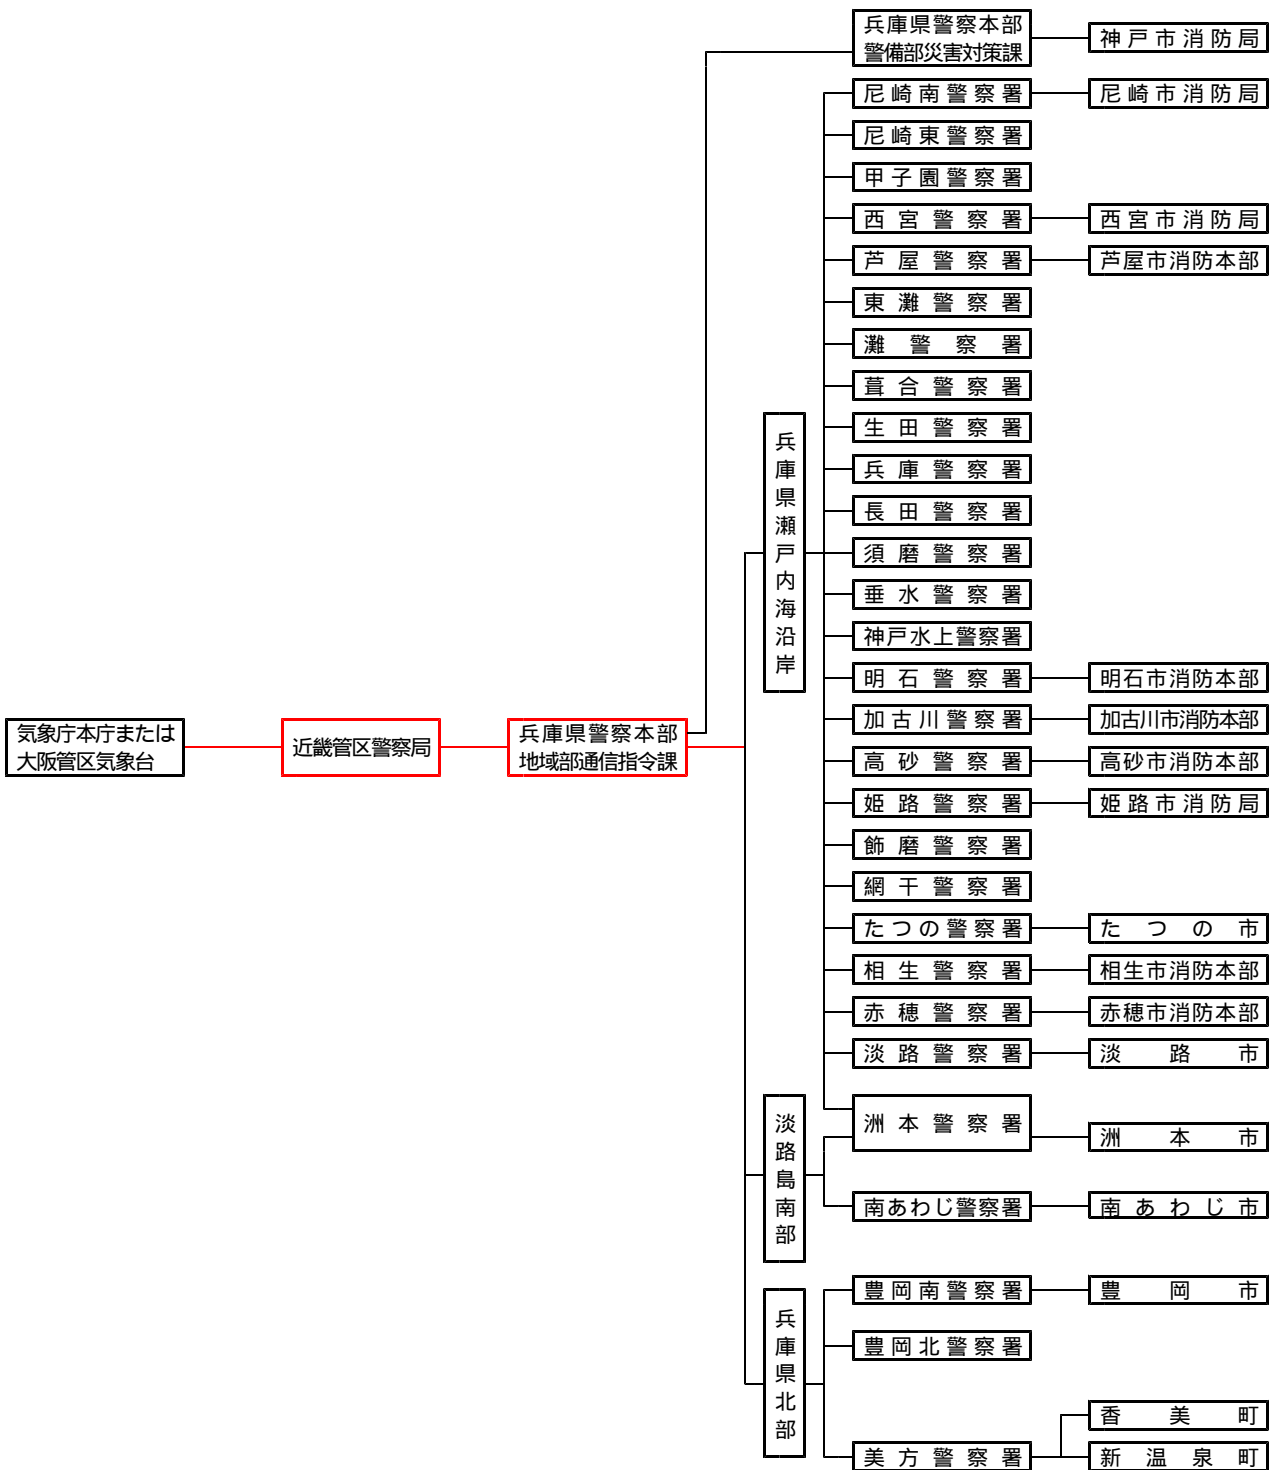 兵庫県警察本部
警備部災害対策課
神戸市消防局
尼崎南警察署
尼崎市消防局
尼崎東警察署
甲子園警察署
西宮警察署
西宮市消防局
芦屋警察署
芦屋市消防本部
東灘警察署
灘警察署
葺合警察署
生田警察署
兵庫警察署
長田警察署
須磨警察署
垂水警察署
神戸水上警察署
明石警察署
明石市消防本部
加古川警察署
加古川市消防本部
高砂警察署
高砂市消防本部
姫路警察署
姫路市消防局
飾磨警察署
網干警察署
たつの警察署
たつの市
相生警察署
相生市消防本部
赤穂警察署
赤穂市消防本部
淡路警察署
淡路市
洲本警察署
洲本市
南あわじ警察署
南あわじ市
豊岡南警察署
豊岡市
豊岡北警察署
美方警察署
香美町
新温泉町
兵庫県瀬戸内海沿岸
淡路島南部
兵庫県北部
気象庁本庁または
大阪管区気象台
近畿管区警察局
兵庫県警察本部
地域部通信指令課